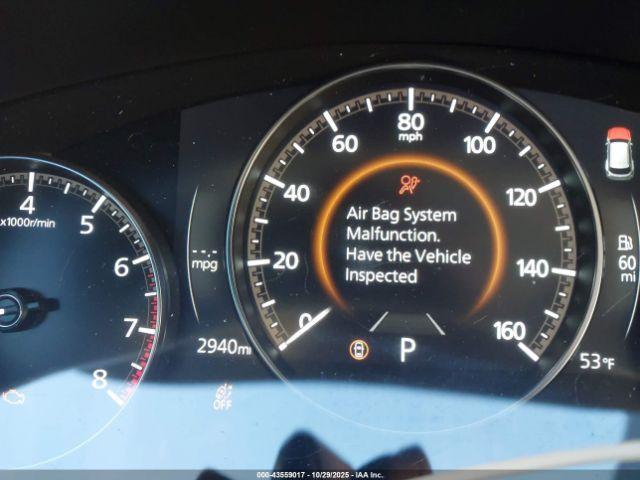 80
mph
60
100
4
40
120
5
x1000r/min
Air Bag System
Malfunction.
Have the Vehicle
Inspected
6
---
mpg
20
140
60
mi
7
0
160
2940mi
P
53°F
8
OFF
000-43559017 - 10/29/2025 - IAA Inc.